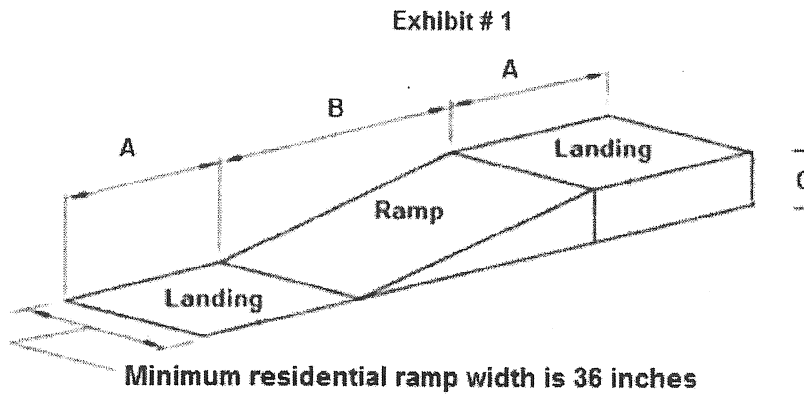 Exhibit # 1
A
B
A
Landing
Ramp
Landing
Minimum residential ramp width is 36 inches